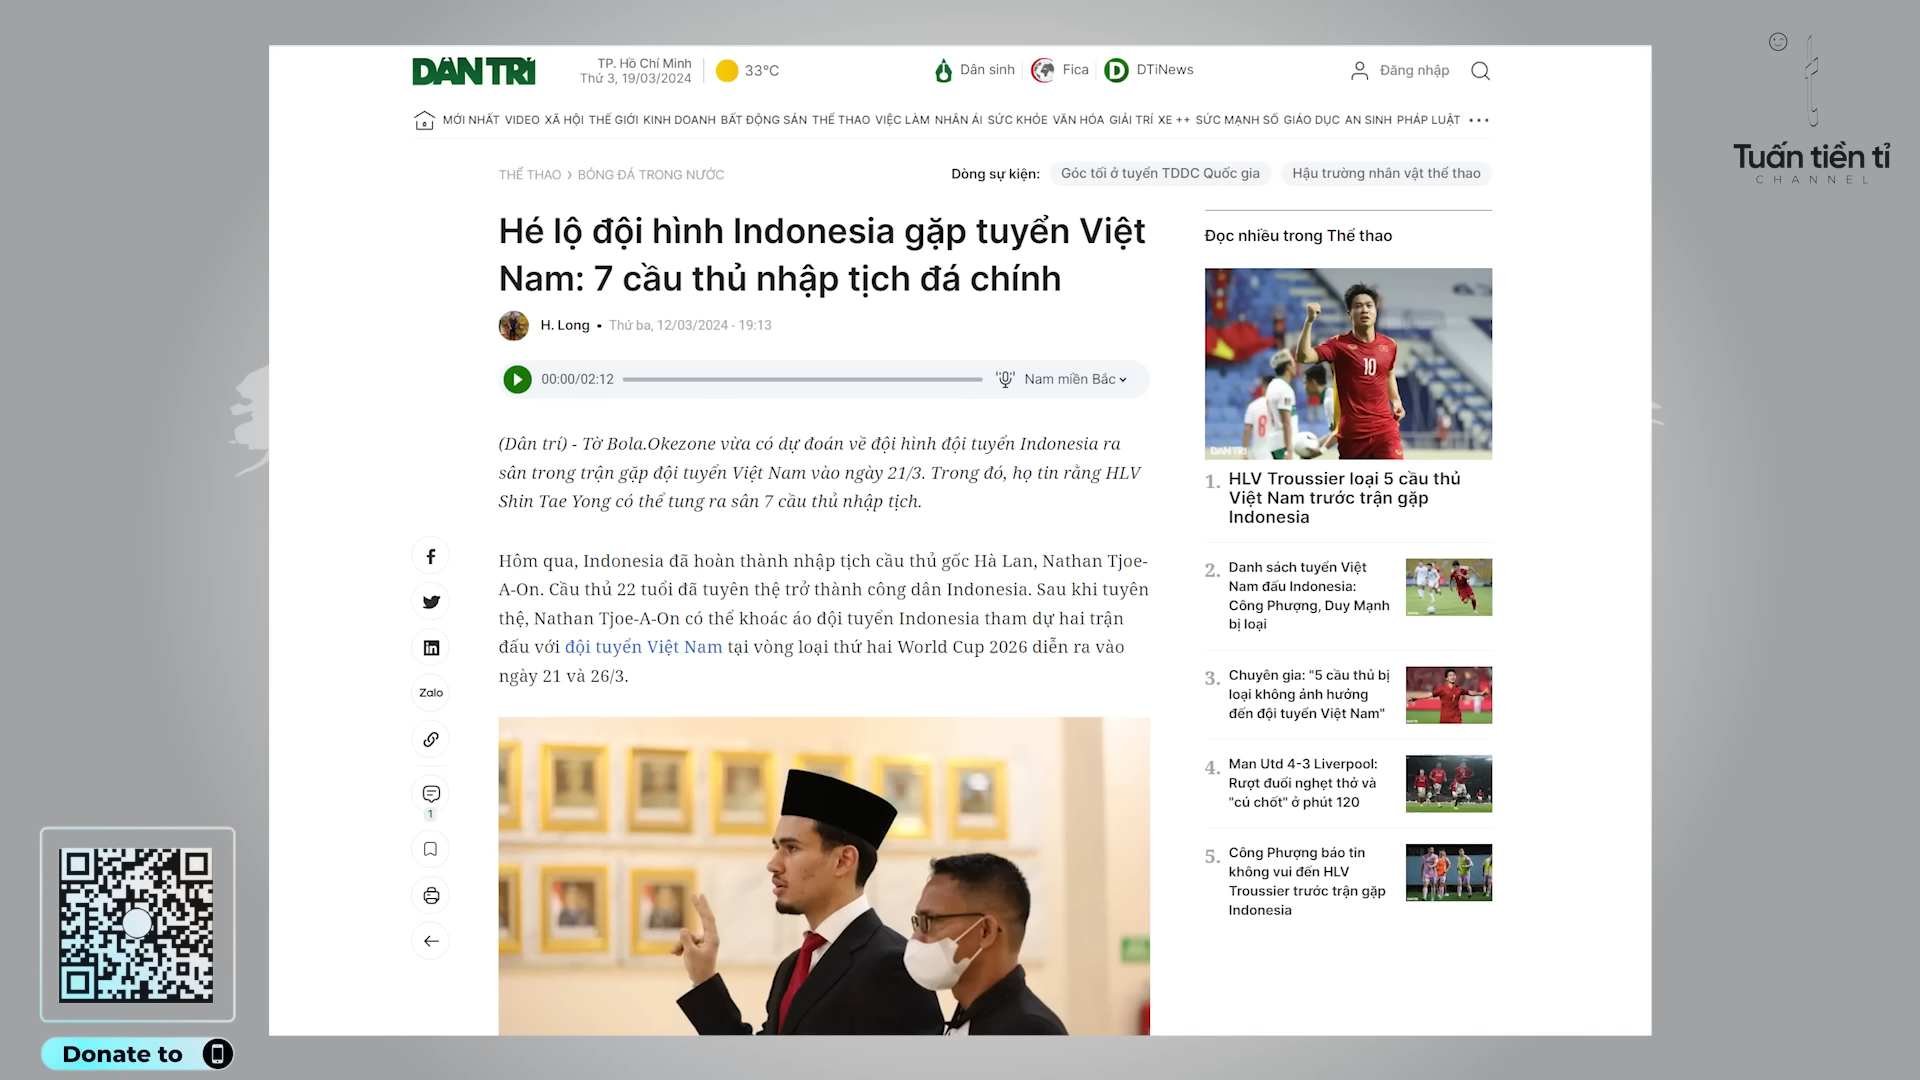 DÂN TRÍ
TP. Hồ Chí Minh
Thứ 3, 19/03/2024
33°C
Dân sinh
Fica
DTiNews
Đăng nhập
MỚI NHẤT VIDEO XÃ HỘI THẾ GIỚI KINH DOANH BẤT ĐỘNG SẢN THỂ THAO VIỆC LÀM NHÂN ÁI SỨC KHỎE VĂN HÓA GIẢI TRÍ XE ++ SỨC MẠNH SỐ GIÁO DỤC AN SINH PHÁP LUẬT
Tuấn tiền tỉ
CHANNEL
THỂ THAO › BÓNG ĐÁ TRONG NƯỚC
Dòng sự kiện: Góc tối ở tuyển TDDC Quốc gia Hậu trường nhân vật thể thao
Hé lộ đội hình Indonesia gặp tuyển Việt
Nam: 7 cầu thủ nhập tịch đá chính
H. Long • Thứ ba, 12/03/2024 - 19:13
00:00/02:12
Nam miền Bắc
(Dân trí) - Tờ Bola.Okezone vừa có dự đoán về đội hình đội tuyển Indonesia ra
sân trong trận gặp đội tuyển Việt Nam vào ngày 21/3. Trong đó, họ tin rằng HLV
Shin Tae Yong có thể tung ra sân 7 cầu thủ nhập tịch.
Hôm qua, Indonesia đã hoàn thành nhập tịch cầu thủ gốc Hà Lan, Nathan Tjoe-
A-On. Cầu thủ 22 tuổi đã tuyên thệ trở thành công dân Indonesia. Sau khi tuyên
thệ, Nathan Tjoe-A-On có thể khoác áo đội tuyển Indonesia tham dự hai trận
đấu với đội tuyển Việt Nam tại vòng loại thứ hai World Cup 2026 diễn ra vào
ngày 21 và 26/3.
Zalo
1
Đọc nhiều trong Thể thao
10
8
DÂN TRÍ
1. HLV Troussier loại 5 cầu thủ
Việt Nam trước trận gặp
Indonesia
2. Danh sách tuyển Việt
Nam đấu Indonesia:
Công Phượng, Duy Mạnh
bị loại
3. Chuyên gia: "5 cầu thủ bị
loại không ảnh hưởng
đến đội tuyển Việt Nam"
4. Man Utd 4-3 Liverpool:
Rượt đuổi nghẹt thở và
"cú chốt" ở phút 120
5. Công Phượng báo tin
không vui đến HLV
Troussier trước trận gặp
Indonesia
Donate to